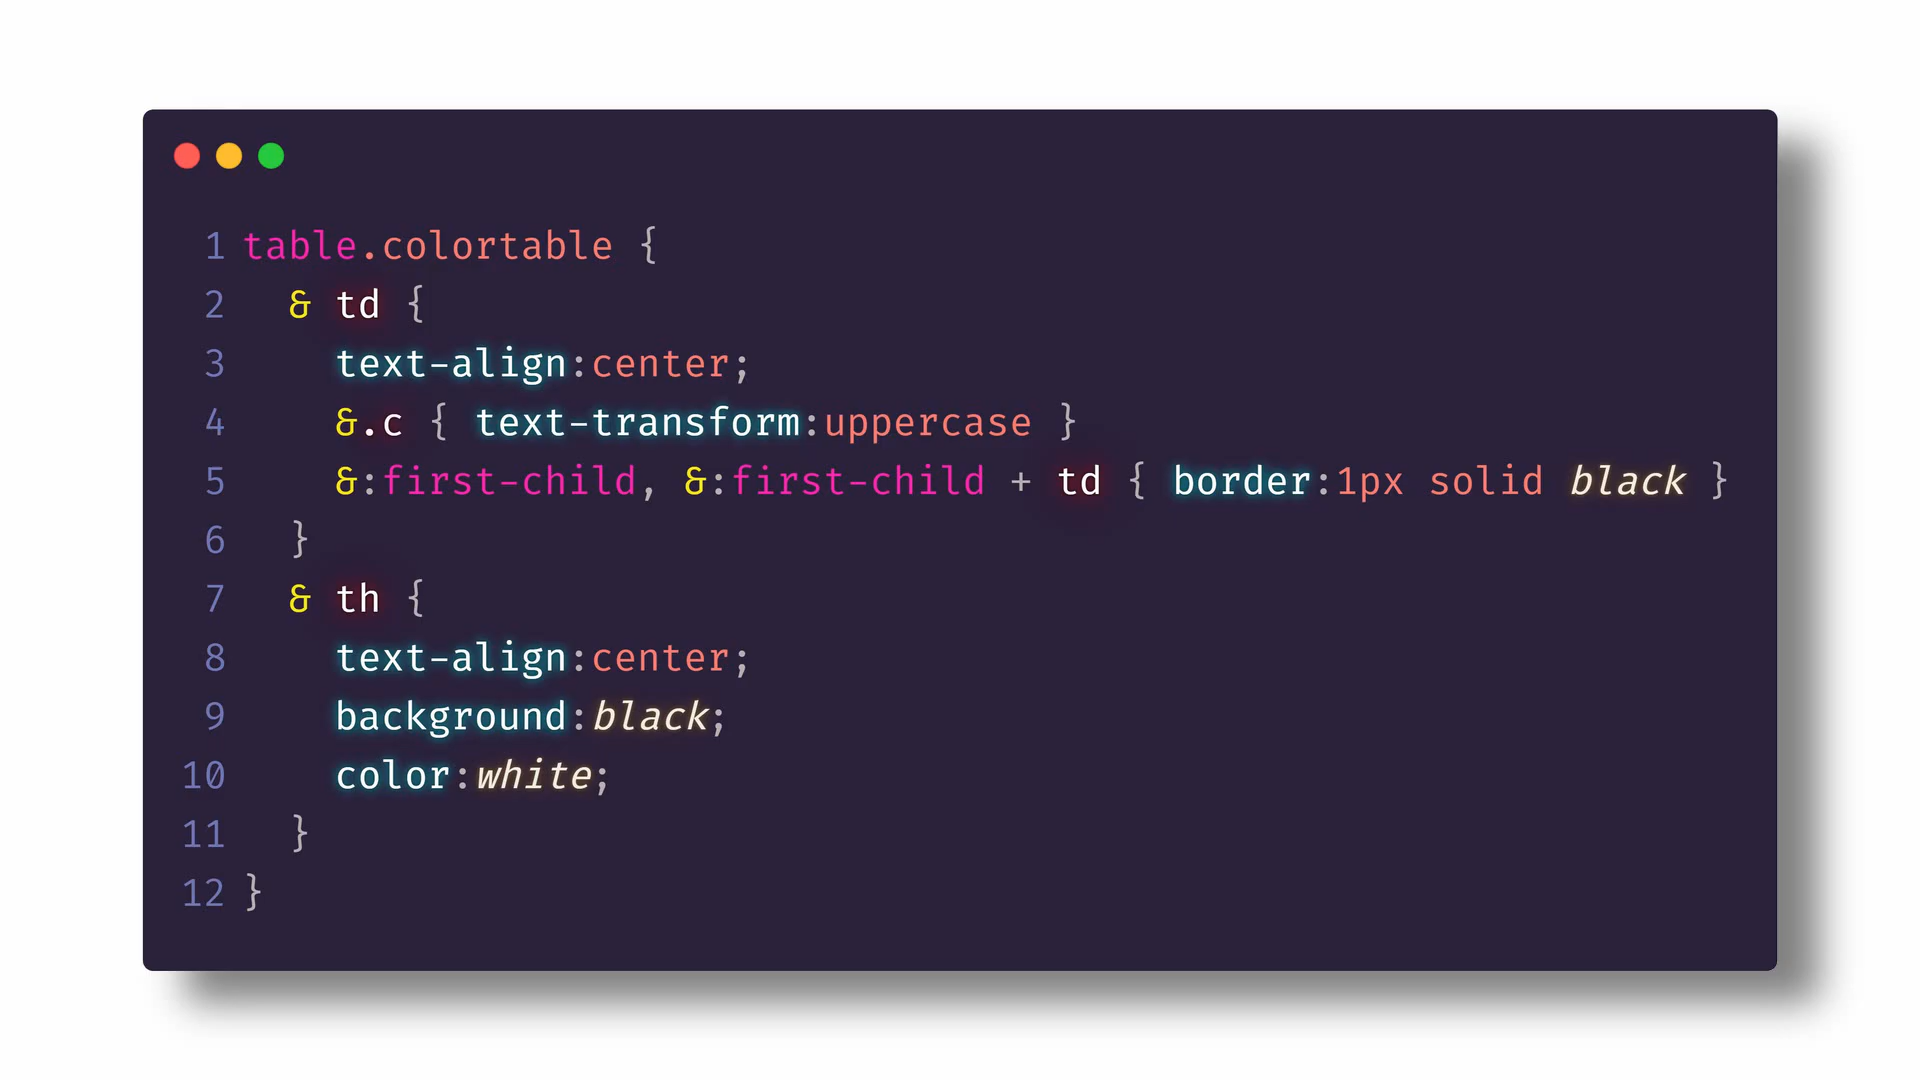 1 table.colortable {
2   & td {
3     text-align:center;
4     &.c { text-transform:uppercase }
5     &:first-child, &:first-child + td { border:1px solid black }
6   }
7   & th {
8     text-align:center;
9     background:black;
10     color:white;
11   }
12 }